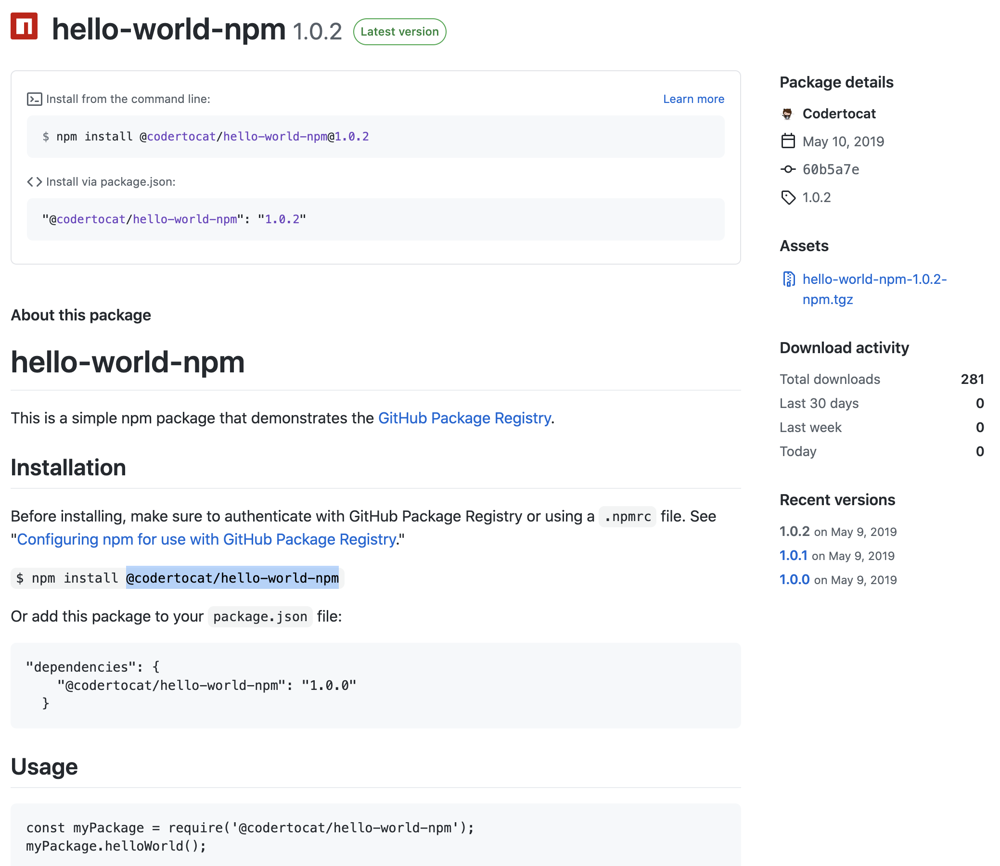 hello-world-npm 1.0.2 Latest version
Install from the command line:
Learn more
$ npm install @codertocat/hello-world-npm@1.0.2
Install via package.json:
"@codertocat/hello-world-npm": "1.0.2"
About this package
hello-world-npm
This is a simple npm package that demonstrates the GitHub Package Registry.
Installation
Before installing, make sure to authenticate with GitHub Package Registry or using a .npmrc file. See
"Configuring npm for use with GitHub Package Registry."
$ npm install @codertocat/hello-world-npm
Or add this package to your package.json file:
"dependencies": {
"@codertocat/hello-world-npm": "1.0.0"
}
Usage
const myPackage = require('@codertocat/hello-world-npm');
myPackage.helloWorld();
Package details
Codertocat
May 10, 2019
60b5a7e
1.0.2
Assets
hello-world-npm-1.0.2-
npm.tgz
Download activity
Total downloads 281
Last 30 days 0
Last week 0
Today 0
Recent versions
1.0.2 on May 9, 2019
1.0.1 on May 9, 2019
1.0.0 on May 9, 2019